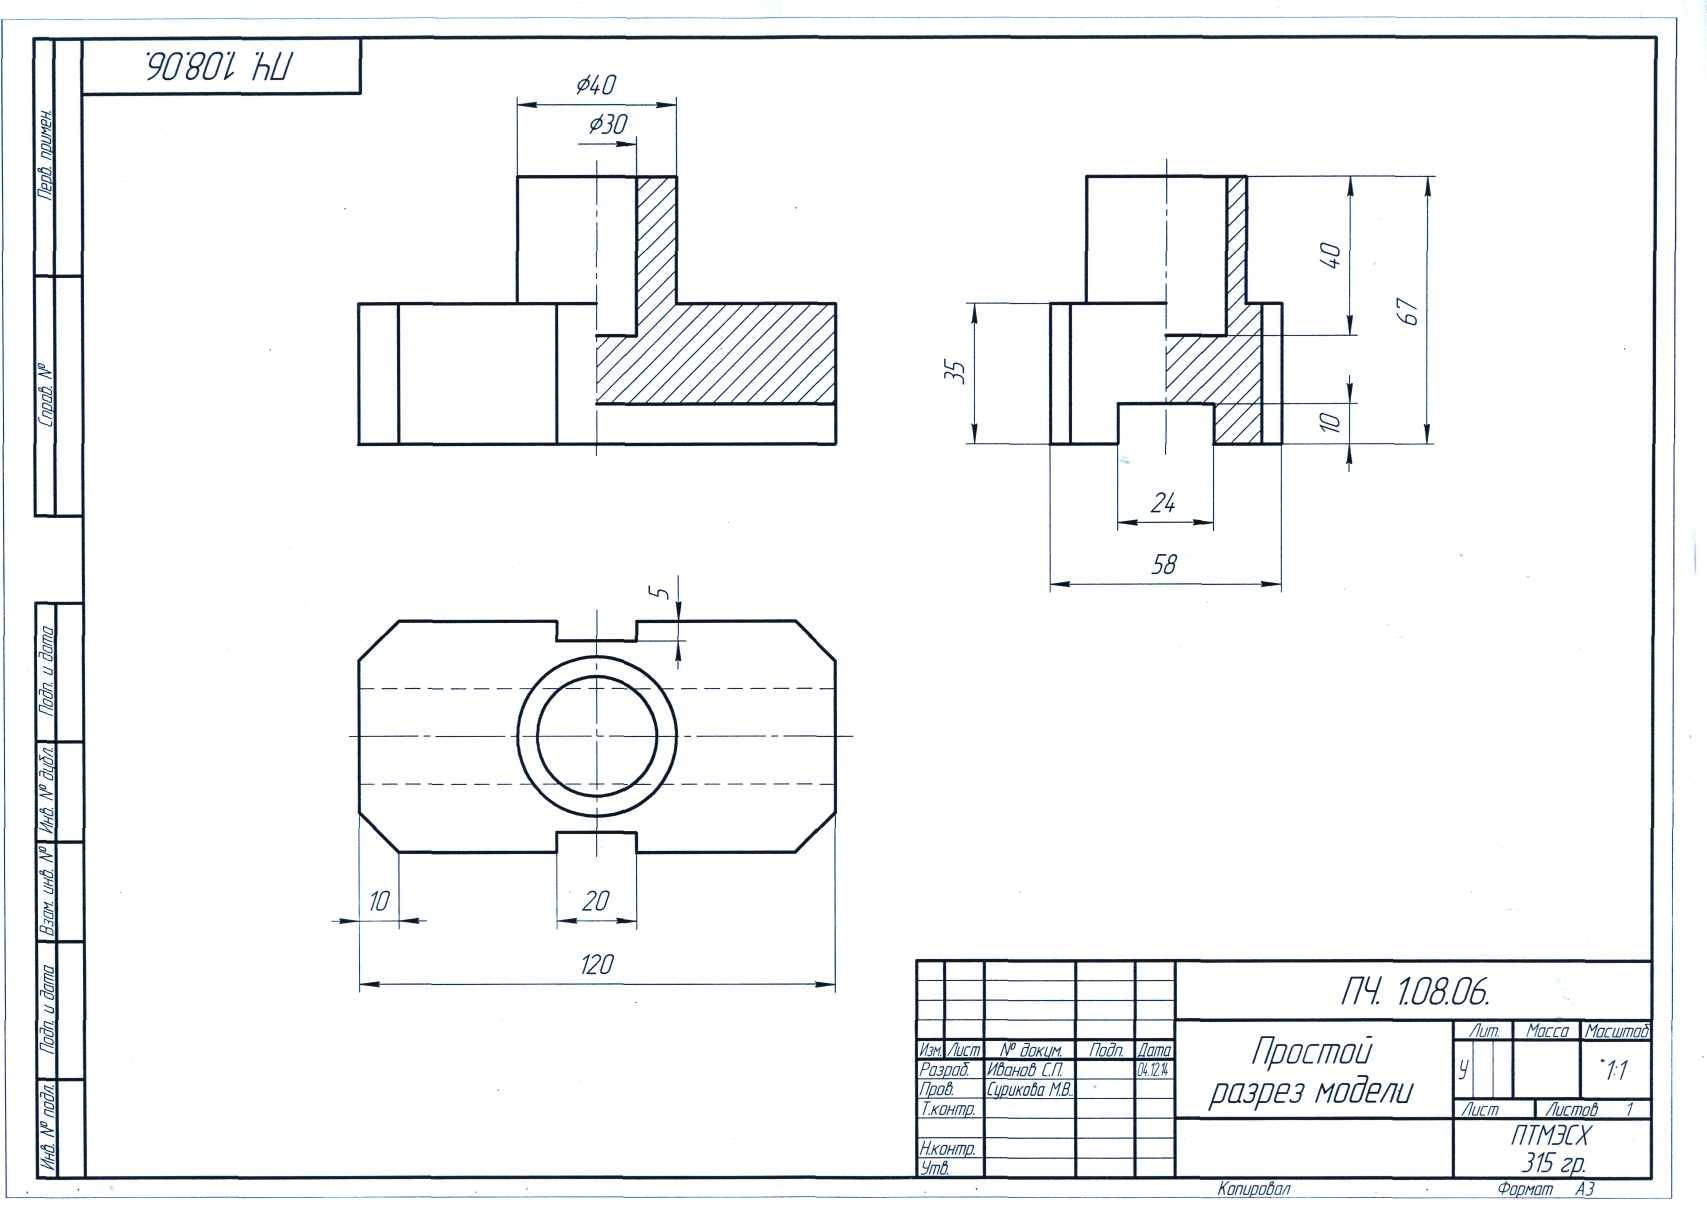 ПЧ. 1.08.06.
Перв. примен.
Справ. №
Подп. и дата
Инв. № дубл.
Взам. инв. №
Подп. и дата
Инв. № подл.
ϕ40
ϕ30
35
40
67
10
24
58
5
10
20
120
ПЧ. 1.08.06.
Простой
разрез модели
Лит. Масса Масштаб
У 1:1
Лист Листов 1
ПТМЭСХ
315 гр.
Изм. Лист № докум. Подп. Дата
Разраб. Иванов С.П. 04.12.14
Пров. Сурикова М.В.
Т.контр.
Н.контр.
Утв.
Копировал Формат А3